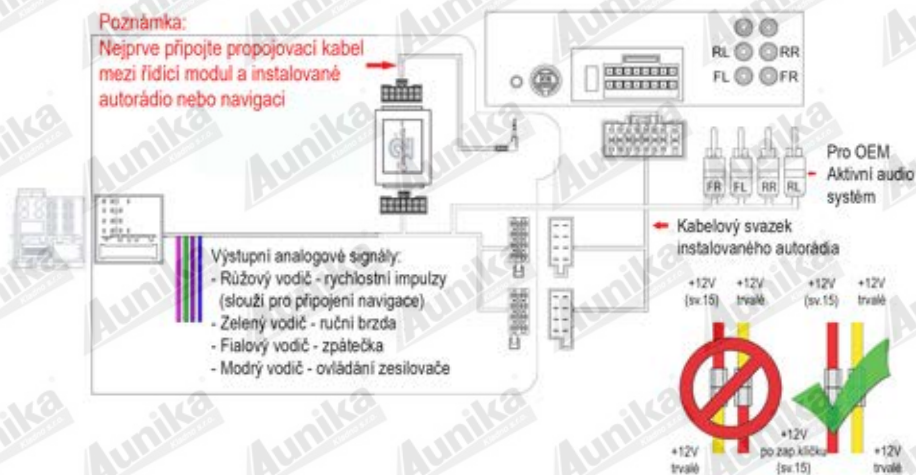 Poznámka:
Nejprve připojte propojovací kabel
mezi řídící modul a instalované
autorádio nebo navigaci
RL RR
FL FR
FR FL RR RL
Pro OEM
Aktivní audio
systém
Kabelový svazek
instalovaného autorádia
Výstupní analogové signály:
- Růžový vodič - rychlostní impulzy
(slouží pro připojení navigace)
- Zelený vodič - ruční brzda
- Fialový vodič - zpátečka
- Modrý vodič - ovládání zesilovače
+12V +12V +12V +12V
(sv.15) trvalé (sv.15) trvalé
+12V
trvalé
+12V
po zap.klíčku
(sv.15)
+12V
trvalé
Aunika